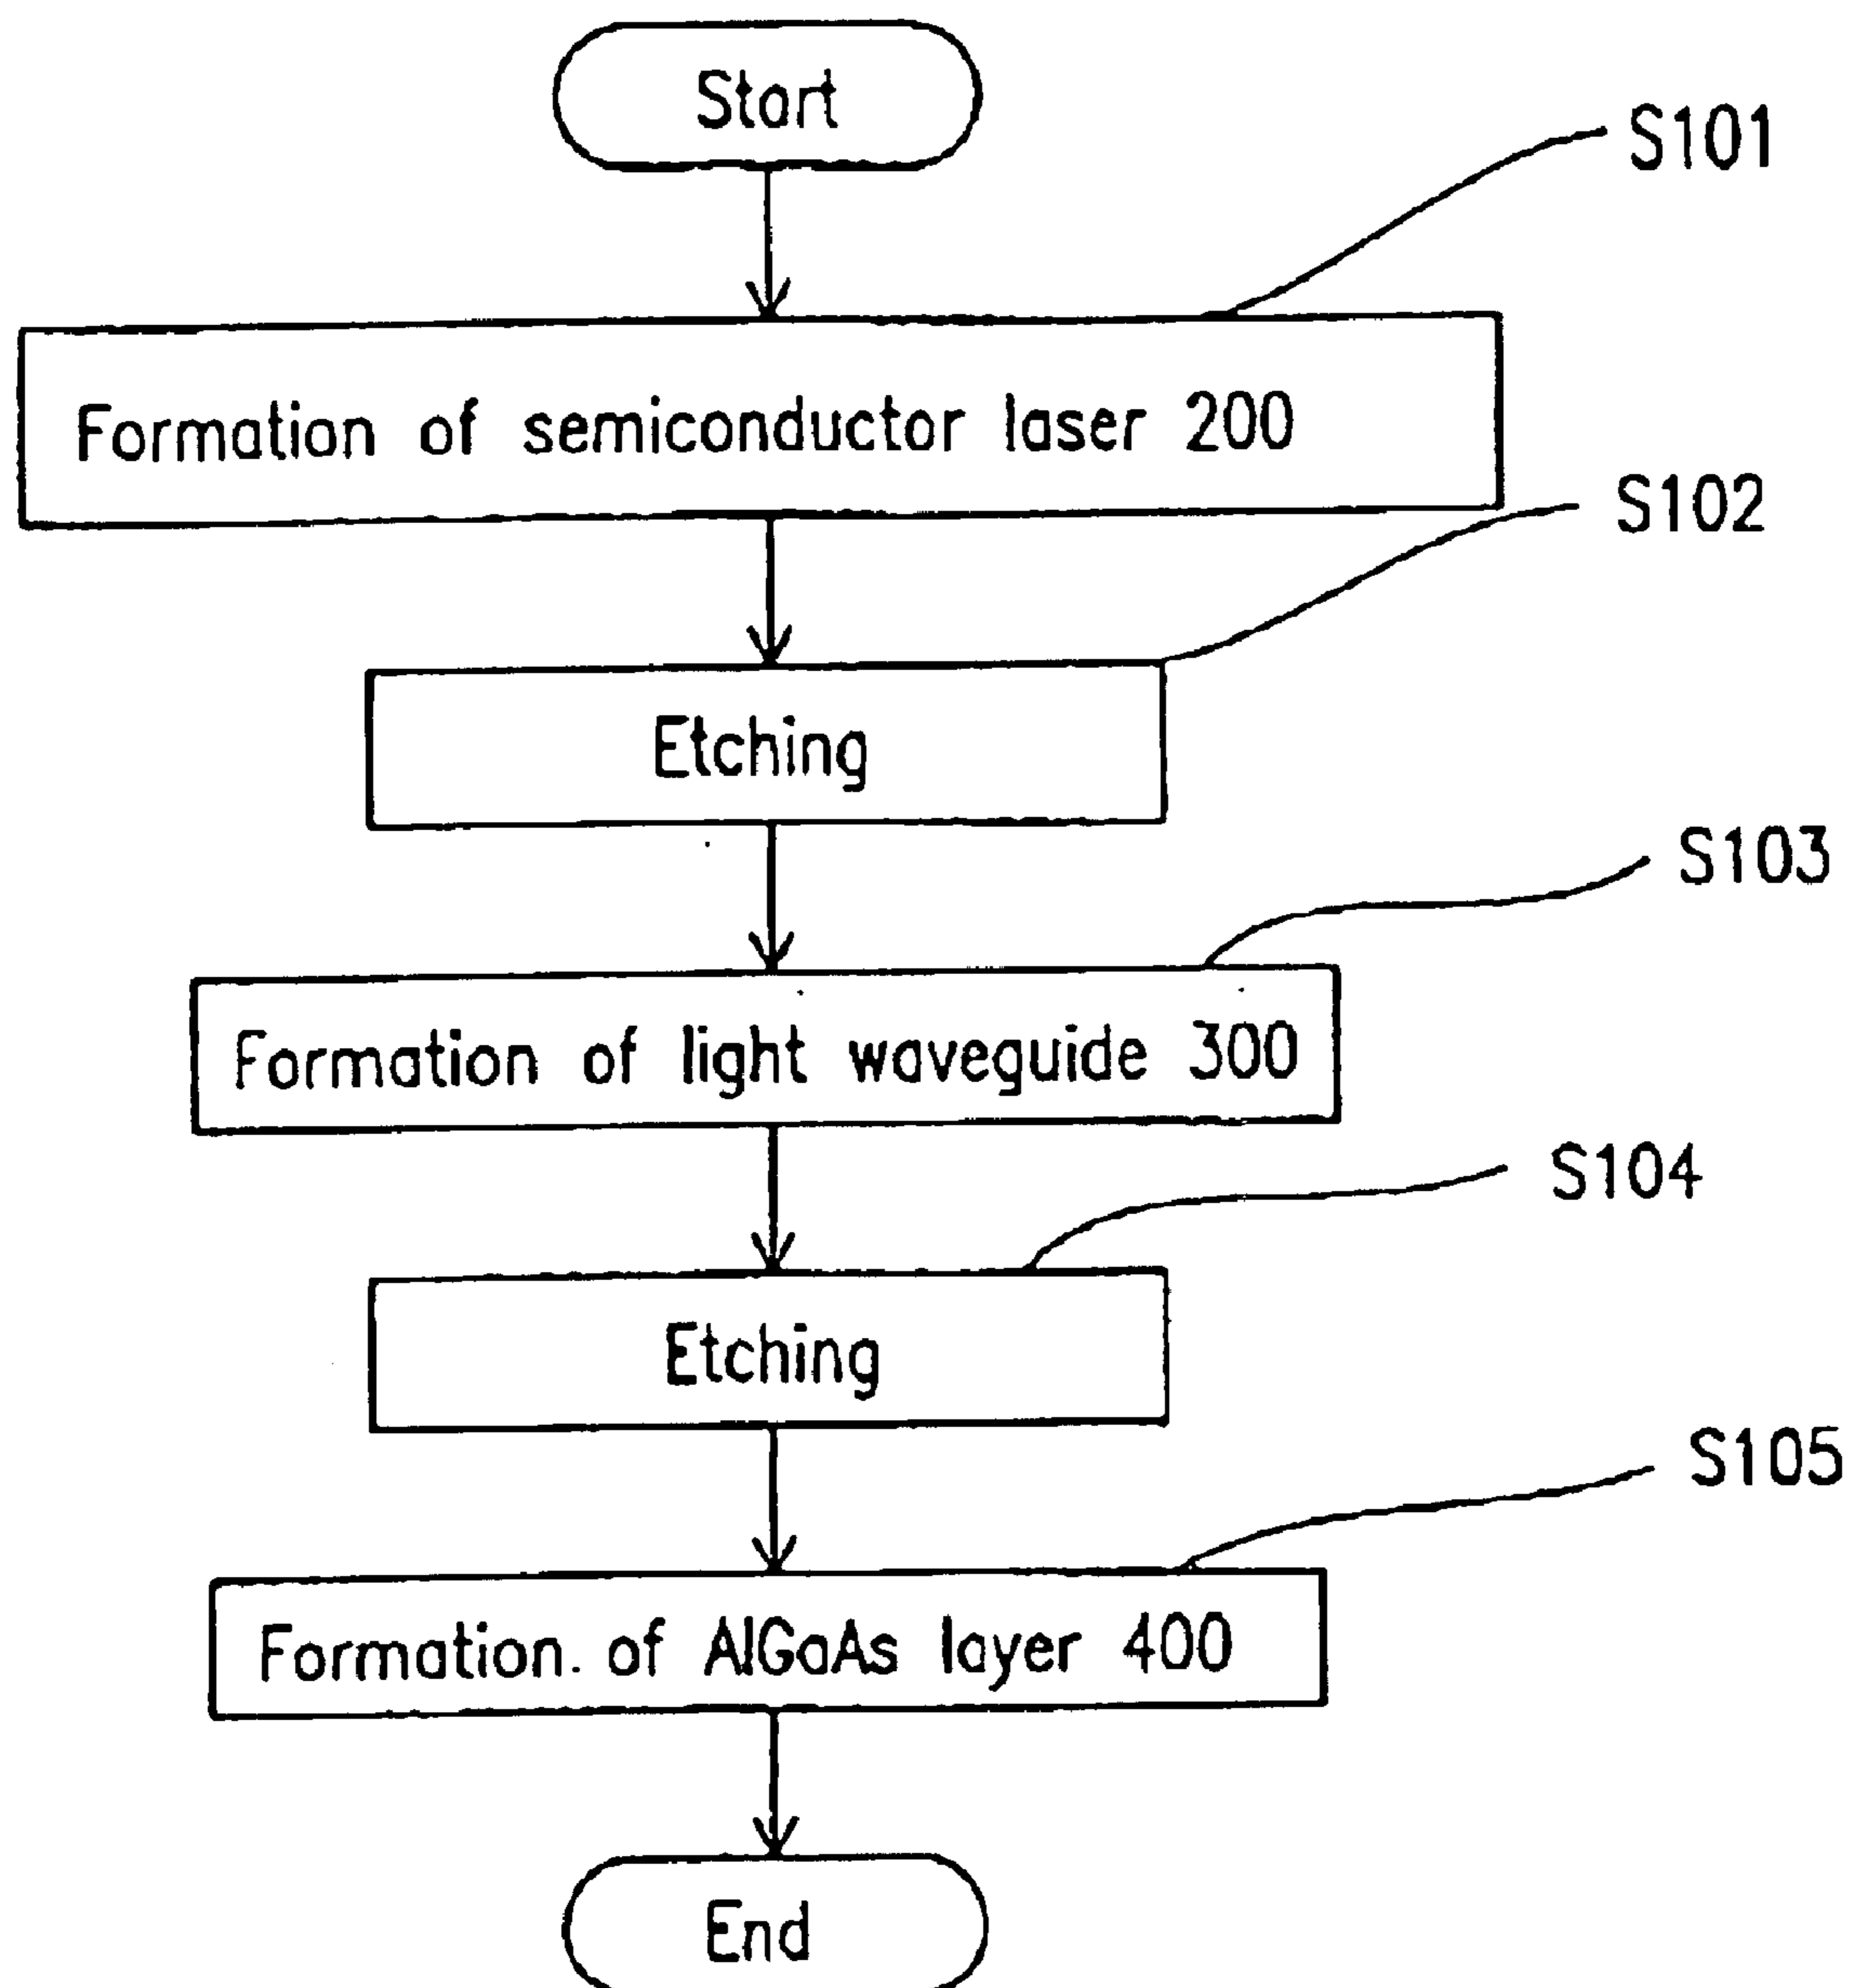 Start
S101
Formation of semiconductor laser 200
S102
Etching
S103
Formation of light waveguide 300
S104
Etching
S105
Formation. of AlGaAs layer 400
End